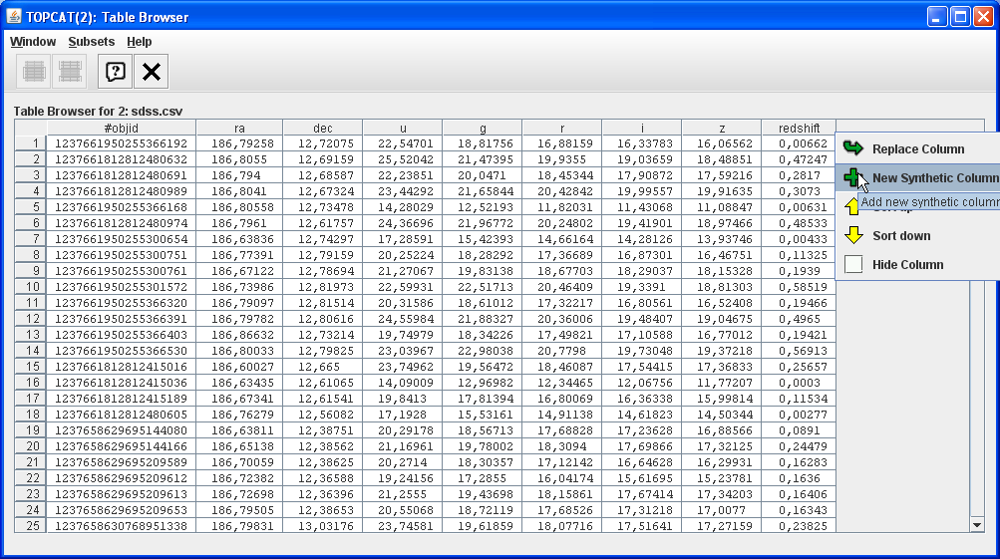 TOPCAT(2): Table Browser
Window Subsets Help
Table Browser for 2: sdss.csv
#objid ra dec u g r i z redshift
1 1237661950255366192 186,79258 12,72075 22,54701 18,81756 16,88159 16,33783 16,06562 0,00662
2 1237661812812480632 186,8055 12,69159 25,52042 21,47395 19,9355 19,03659 18,48851 0,47247
3 1237661812812480691 186,794 12,68587 22,23851 20,0471 18,45344 17,90872 17,59216 0,2817
4 1237661812812480989 186,8041 12,67324 23,44292 21,65844 20,42842 19,99557 19,91635 0,3073
5 1237661950255366168 186,80558 12,73478 14,28029 12,52193 11,82031 11,43068 11,08847 0,00631
6 1237661812812480974 186,7961 12,61757 24,36696 21,96772 20,24802 19,41901 18,97466 0,48533
7 1237661950255300654 186,63836 12,74297 17,28591 15,42393 14,66164 14,28126 13,93746 0,00433
8 1237661950255300751 186,77391 12,79159 20,25224 18,28292 17,36689 16,87301 16,46751 0,11325
9 1237661950255300761 186,67122 12,78694 21,27067 19,83138 18,67703 18,29037 18,15328 0,1939
10 1237661950255301572 186,73986 12,81973 22,59931 22,51713 20,46409 19,3391 18,81303 0,58519
11 1237661950255366320 186,79097 12,81514 20,31586 18,61012 17,32217 16,80561 16,52408 0,19466
12 1237661950255366391 186,79782 12,80616 24,55984 21,88327 20,36006 19,48407 19,04675 0,4965
13 1237661950255366403 186,86632 12,73214 19,74979 18,34226 17,49821 17,10588 16,77012 0,19421
14 1237661950255366530 186,80033 12,79825 23,03967 22,98038 20,7798 19,73048 19,37218 0,56913
15 1237661812812415016 186,60027 12,665 23,74962 19,56472 18,46087 17,54415 17,36833 0,25657
16 1237661812812415036 186,63435 12,61065 14,09009 12,96982 12,34465 12,06756 11,77207 0,0003
17 1237661812812415189 186,67341 12,61541 19,8413 17,81394 16,80069 16,36338 15,99814 0,11534
18 1237661812812480605 186,76279 12,56082 17,1928 15,53161 14,91138 14,61823 14,50344 0,00277
19 1237658629695144080 186,63811 12,38751 20,29178 18,56713 17,68828 17,23628 16,88566 0,0891
20 1237658629695144166 186,65138 12,38562 21,16961 19,78002 18,3094 17,69866 17,32125 0,24479
21 1237658629695209589 186,70059 12,38625 20,2714 18,30357 17,12142 16,64628 16,29931 0,16283
22 1237658629695209612 186,72382 12,36588 19,24156 17,2855 16,04174 15,61695 15,23781 0,1636
23 1237658629695209613 186,72698 12,36396 21,2555 19,43698 18,15861 17,67414 17,34203 0,16406
24 1237658629695209653 186,79505 12,38653 20,55068 18,72119 17,68526 17,31218 17,0077 0,16343
25 1237658630768951338 186,79831 13,03176 23,74581 19,61859 18,07716 17,51641 17,27159 0,23825
Replace Column
New Synthetic Column
Add new synthetic column
Sort down
Hide Column